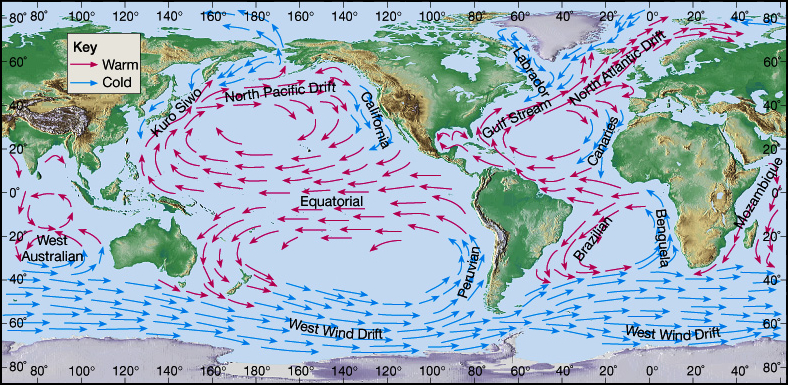 80° 100° 120° 140° 160° 180° 160° 140° 120° 100° 80° 60° 40° 20° 0° 20° 40° 80°
Key
Warm
Cold
60°
60°
Labrador
North Atlantic Drift
North Pacific Drift
Kuro Siwo
California
Gulf Stream
Canaries
40°
40°
20°
20°
0°
0°
Equatorial
Mozambique
West
Australian
Brazilian
Benguela
Peruvian
20°
20°
40°
40°
60°
60°
West Wind Drift
West Wind Drift
80° 80° 100° 120° 140° 160° 180° 160° 140° 120° 100° 80° 60° 40° 20° 0° 20° 40° 80°